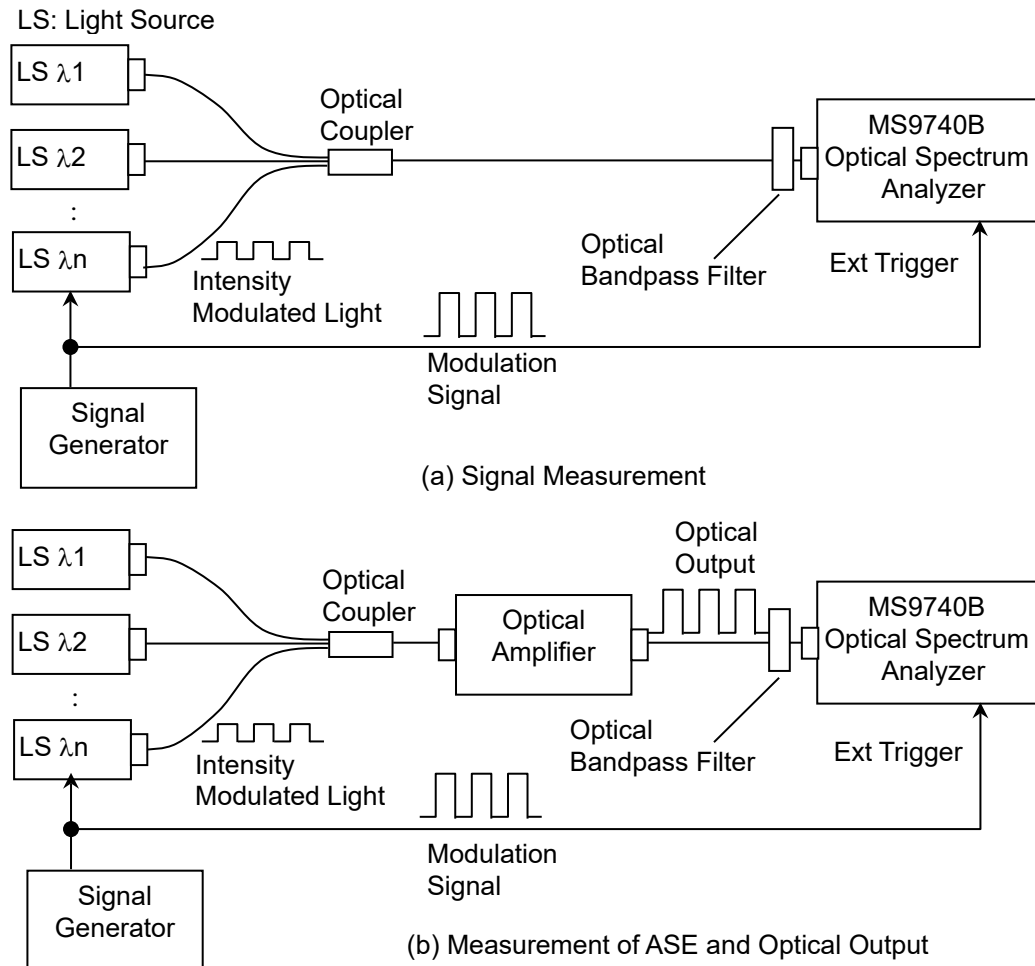 LS: Light Source
LS λ1
Optical
Coupler
MS9740B
Optical Spectrum
Analyzer
LS λ2
:
LS λn
Intensity
Modulated Light
Optical
Bandpass Filter
Ext Trigger
Modulation
Signal
Signal
Generator
(a) Signal Measurement
LS λ1
Optical
Coupler
Optical
Amplifier
Optical
Output
MS9740B
Optical Spectrum
Analyzer
LS λ2
:
LS λn
Intensity
Modulated Light
Optical
Bandpass Filter
Ext Trigger
Modulation
Signal
Signal
Generator
(b) Measurement of ASE and Optical Output